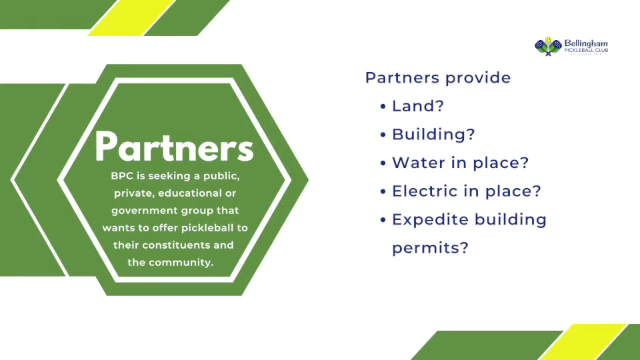 Bellingham
PICKLEBALL CLUB
Partners
BPC is seeking a public,
private, educational or
government group that
wants to offer pickleball to
their constituents and
the community.
Partners provide
• Land?
• Building?
• Water in place?
• Electric in place?
• Expedite building
permits?